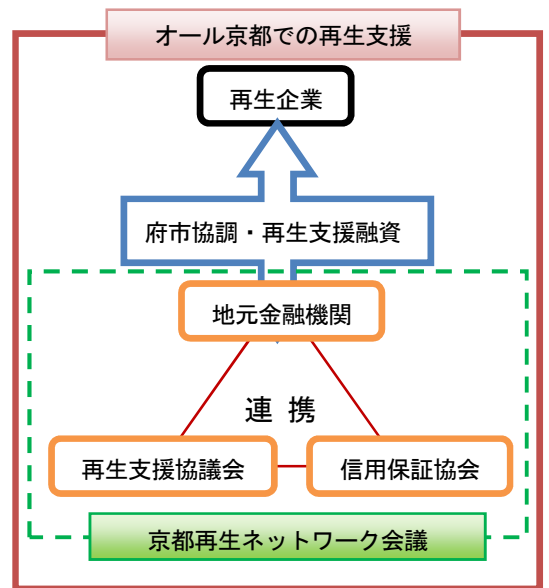 オール京都での再生支援
再生企業
府市協調・再生支援融資
地元金融機関
連 携
再生支援協議会
信用保証協会
京都再生ネットワーク会議